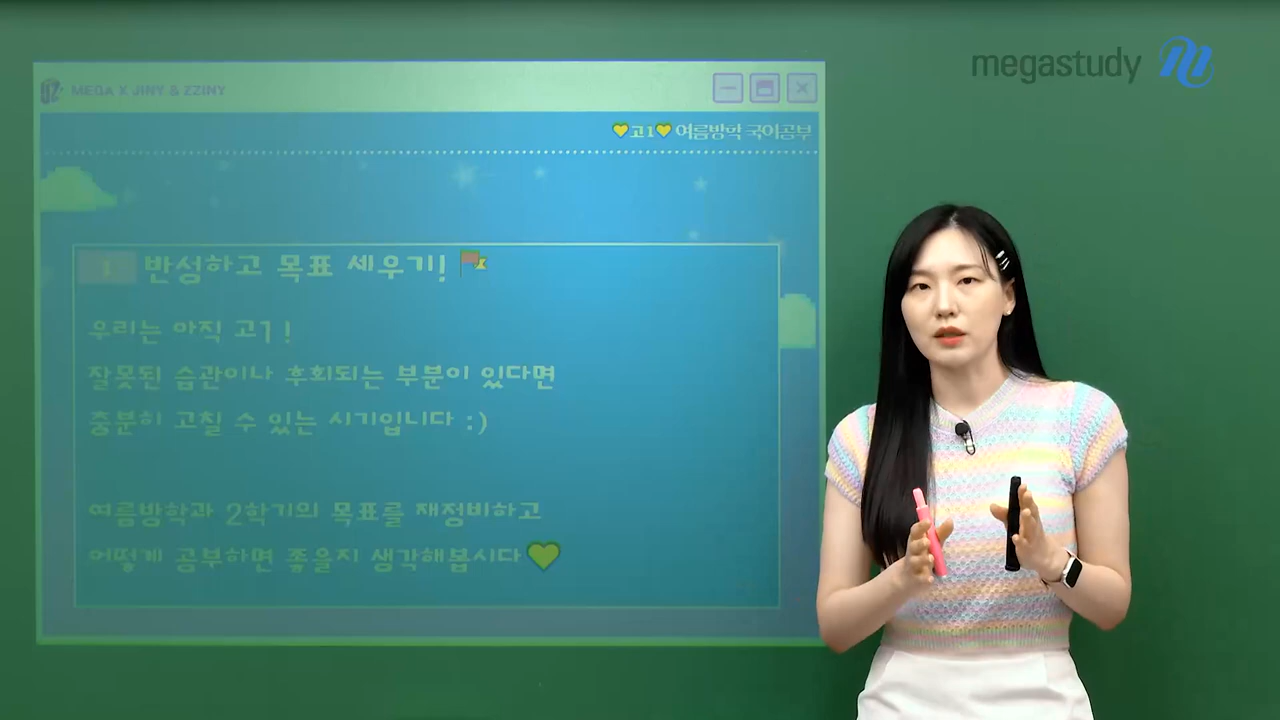 megastudy
MEGA X JINY & ZZINY
💛고1💛 여름방학 국어공부
1 반성하고 목표 세우기!
우리는 아직 고1!
잘못된 습관이나 후회되는 부분이 있다면
충분히 고칠 수 있는 시기입니다 :)
여름방학과 2학기의 목표를 재정비하고
어떻게 공부하면 좋을지 생각해봅시다💛